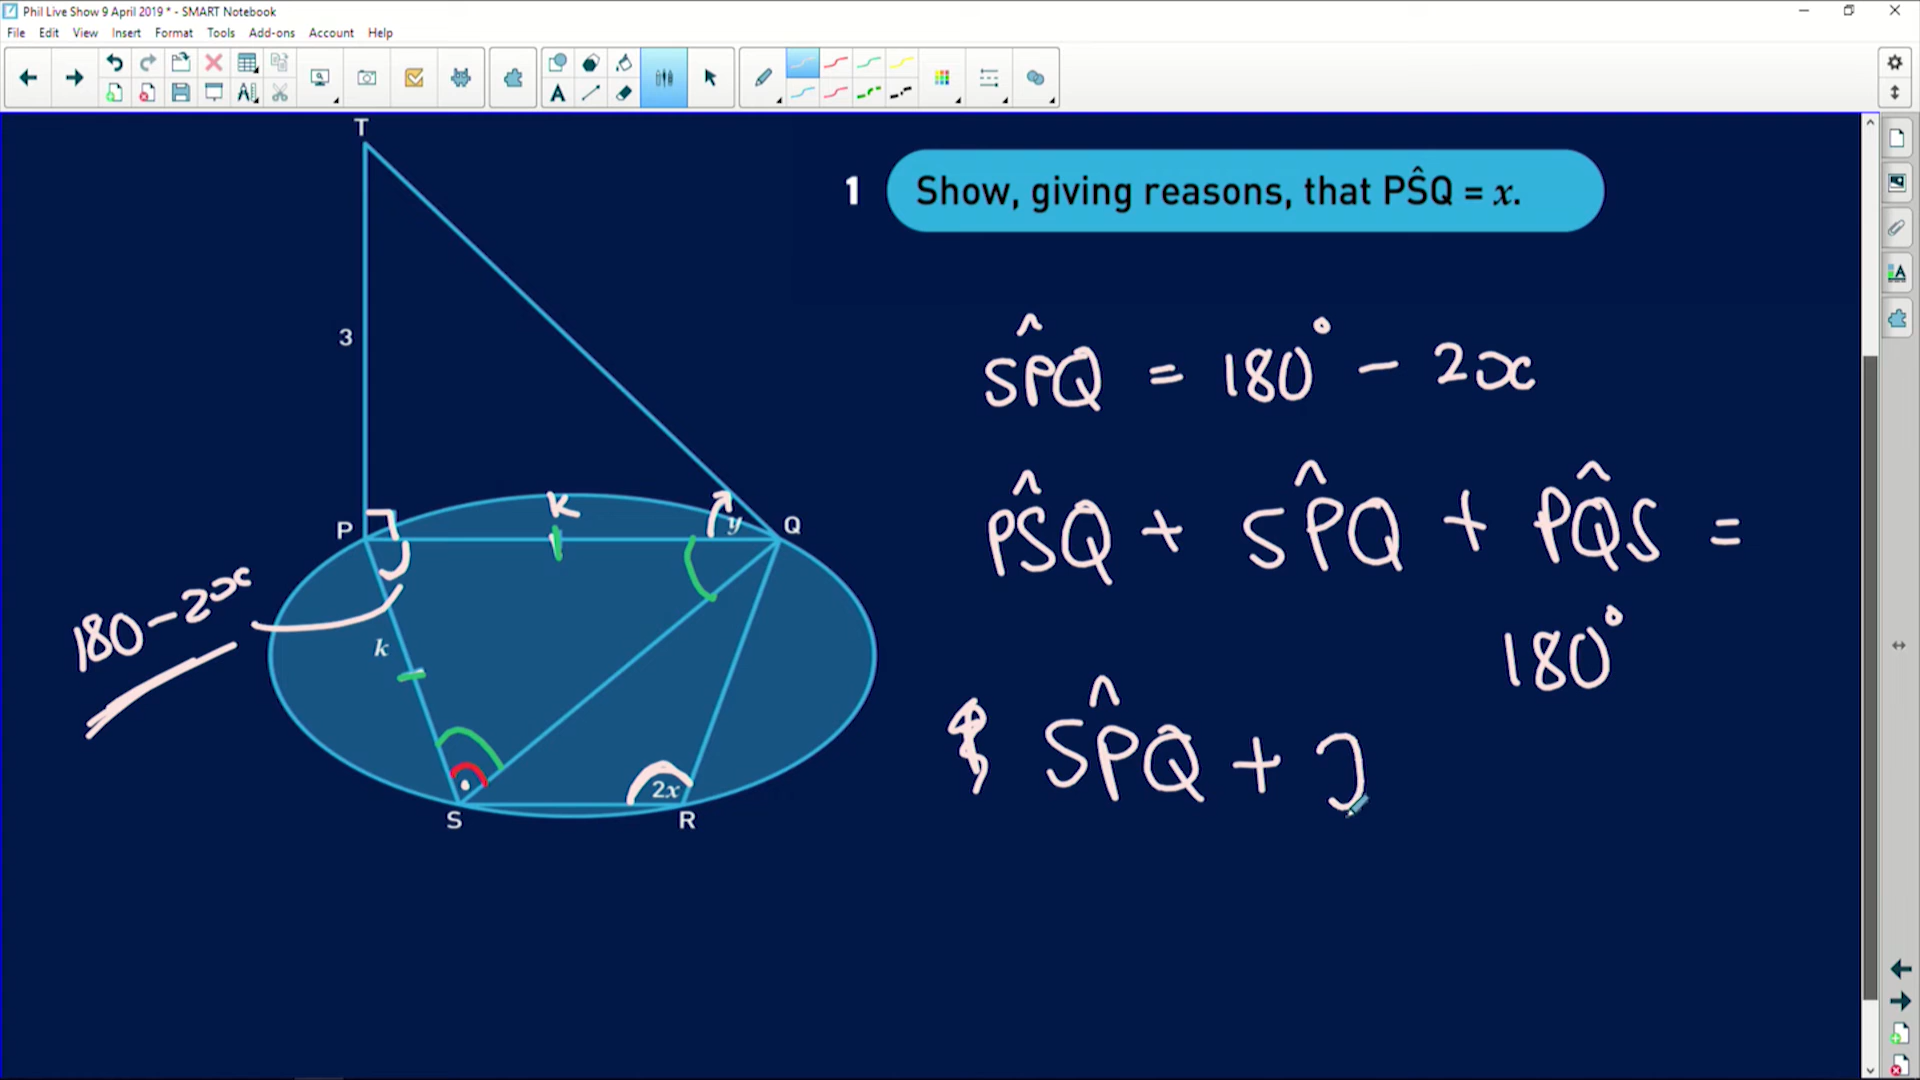 Phil Live Show 9 April 2019 * - SMART Notebook
File Edit View Insert Format Tools Add-ons Account Help
T
1 Show, giving reasons, that PŜQ = x.
3
SP̂Q = 180° - 2x
K
P
y
Q
PŜQ + SP̂Q + PQ̂S =
180°
180-2x
k
SP̂Q +
2x
S
R